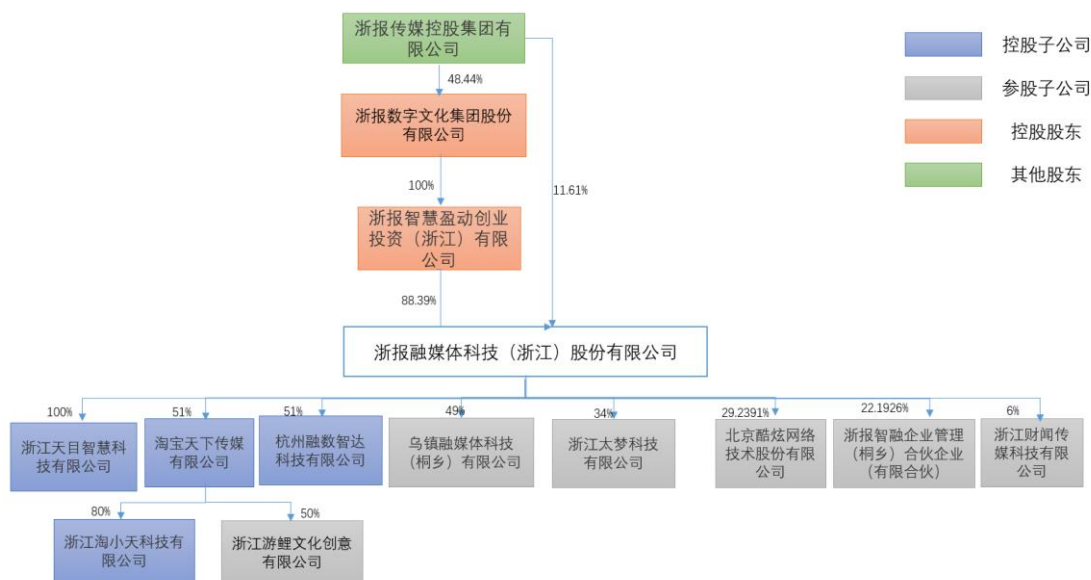 浙报传媒控股集团有
限公司
控股子公司
48.44%
参股子公司
浙报数字文化集团股份
有限公司
控股股东
100%
11.61%
其他股东
浙报智慧盈动创业
投资（浙江）有限
公司
88.39%
浙报融媒体科技（浙江）股份有限公司
100%
51%
51%
49%
34%
29.2391%
22.1926%
6%
浙江天目智慧科
技有限公司
淘宝天下传媒
有限公司
杭州融数智达
科技有限公司
乌镇融媒体科技
（桐乡）有限公司
浙江太梦科技
有限公司
北京酷炫网络
技术股份有限
公司
浙报智融企业管理
（桐乡）合伙企业
（有限合伙）
浙江财闻传
媒科技有限
公司
80%
50%
浙江淘小天科技有
限公司
浙江游鲤文化创意
有限公司